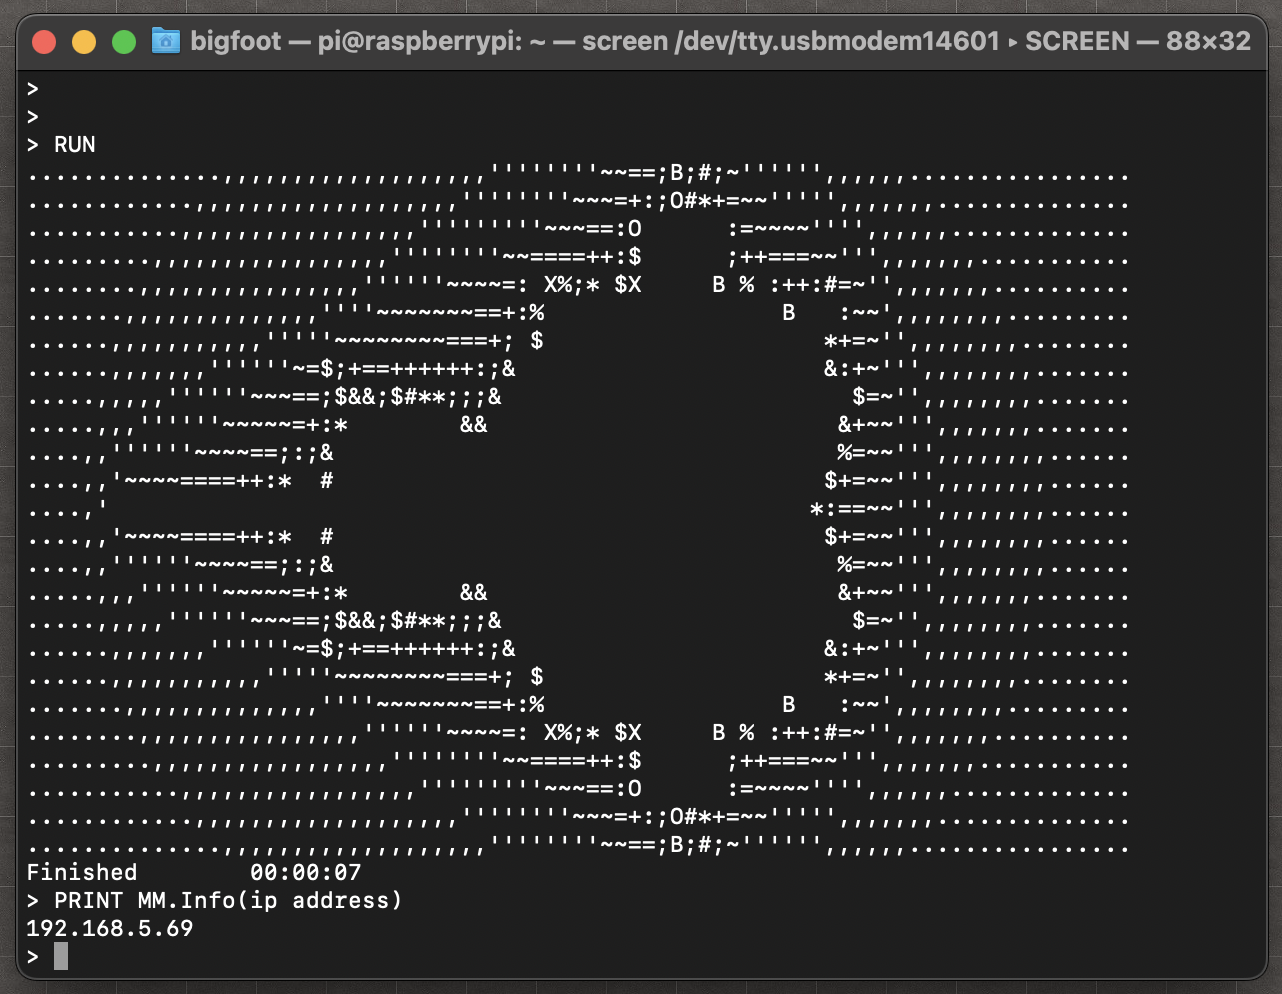 >
>
> RUN
..............,,,,,,,,,,,,,,,,,,,''''''''~~==;B;#;~'''''',,,,,,................
............,,,,,,,,,,,,,,,,,,,''''''''~~~=+:;O#*+=~~''''',,,,,,,..............
...........,,,,,,,,,,,,,,,,,'''''''''~~~==:O      :=~~~~'''',,,,,,.............
.........,,,,,,,,,,,,,,,,,''''''''~~====++:$      ;++===~~''',,,,,,,...........
........,,,,,,,,,,,,,,,,''''''~~~~=: X%;* $X     B % :++:#=~'',,,,,,...........
.......,,,,,,,,,,,,,,''''~~~~~~~==+:%                 B   :~~',,,,,,,..........
......,,,,,,,,,,,'''''~~~~~~~~===+; $                    *+=~'',,,,,,,.........
......,,,,,,,''''''~=$;+==++++++:;&                      &:+~''',,,,,,,........
.....,,,,,''''''~~~==;$&&;$#**;;;&                         $=~'',,,,,,,........
.....,,,''''''~~~~~=+:*        &&                         &+~~'',,,,,,,........
....,,''''''~~~~==;:;&                                    %=~~''',,,,,,,.......
....,,'~~~~====++:*  #                                   $+=~~''',,,,,,,.......
....,'                                                  *:==~~''',,,,,,,.......
....,,'~~~~====++:*  #                                   $+=~~''',,,,,,,.......
....,,''''''~~~~==;:;&                                    %=~~''',,,,,,,.......
.....,,,''''''~~~~~=+:*        &&                         &+~~'',,,,,,,........
.....,,,,,''''''~~~==;$&&;$#**;;;&                         $=~'',,,,,,,........
......,,,,,,,''''''~=$;+==++++++:;&                      &:+~''',,,,,,,........
......,,,,,,,,,,,'''''~~~~~~~~===+; $                    *+=~'',,,,,,,.........
.......,,,,,,,,,,,,,,''''~~~~~~~==+:%                 B   :~~',,,,,,,..........
........,,,,,,,,,,,,,,,,''''''~~~~=: X%;* $X     B % :++:#=~'',,,,,,...........
.........,,,,,,,,,,,,,,,,,''''''''~~====++:$      ;++===~~''',,,,,,,...........
...........,,,,,,,,,,,,,,,,,'''''''''~~~==:O      :=~~~~'''',,,,,,.............
............,,,,,,,,,,,,,,,,,,,''''''''~~~=+:;O#*+=~~''''',,,,,,,..............
..............,,,,,,,,,,,,,,,,,,,''''''''~~==;B;#;~'''''',,,,,,................
Finished        00:00:07
> PRINT MM.Info(ip address)
192.168.5.69
>
bigfoot — pi@raspberrypi: ~ — screen /dev/tty.usbmodem14601 ▸ SCREEN — 88×32